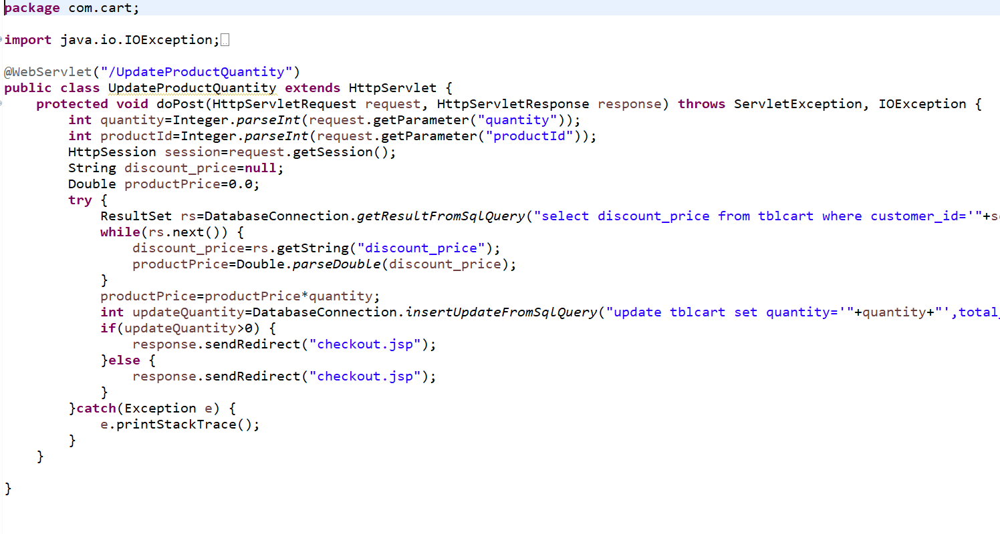 package com.cart;
import java.io.IOException;
@WebServlet("/UpdateProductQuantity")
public class UpdateProductQuantity extends HttpServlet {
protected void doPost(HttpServletRequest request, HttpServletResponse response) throws ServletException, IOException {
int quantity=Integer.parseInt(request.getParameter("quantity"));
int productId=Integer.parseInt(request.getParameter("productId"));
HttpSession session=request.getSession();
String discount_price=null;
Double productPrice=0.0;
try {
ResultSet rs=DatabaseConnection.getResultFromSqlQuery("select discount_price from tblcart where customer_id='"+s
while(rs.next()) {
discount_price=rs.getString("discount_price");
productPrice=Double.parseDouble(discount_price);
}
productPrice=productPrice*quantity;
int updateQuantity=DatabaseConnection.insertUpdateFromSqlQuery("update tblcart set quantity='"+quantity+"',total_
if(updateQuantity>0) {
response.sendRedirect("checkout.jsp");
}else {
response.sendRedirect("checkout.jsp");
}
}catch(Exception e) {
e.printStackTrace();
}
}
}